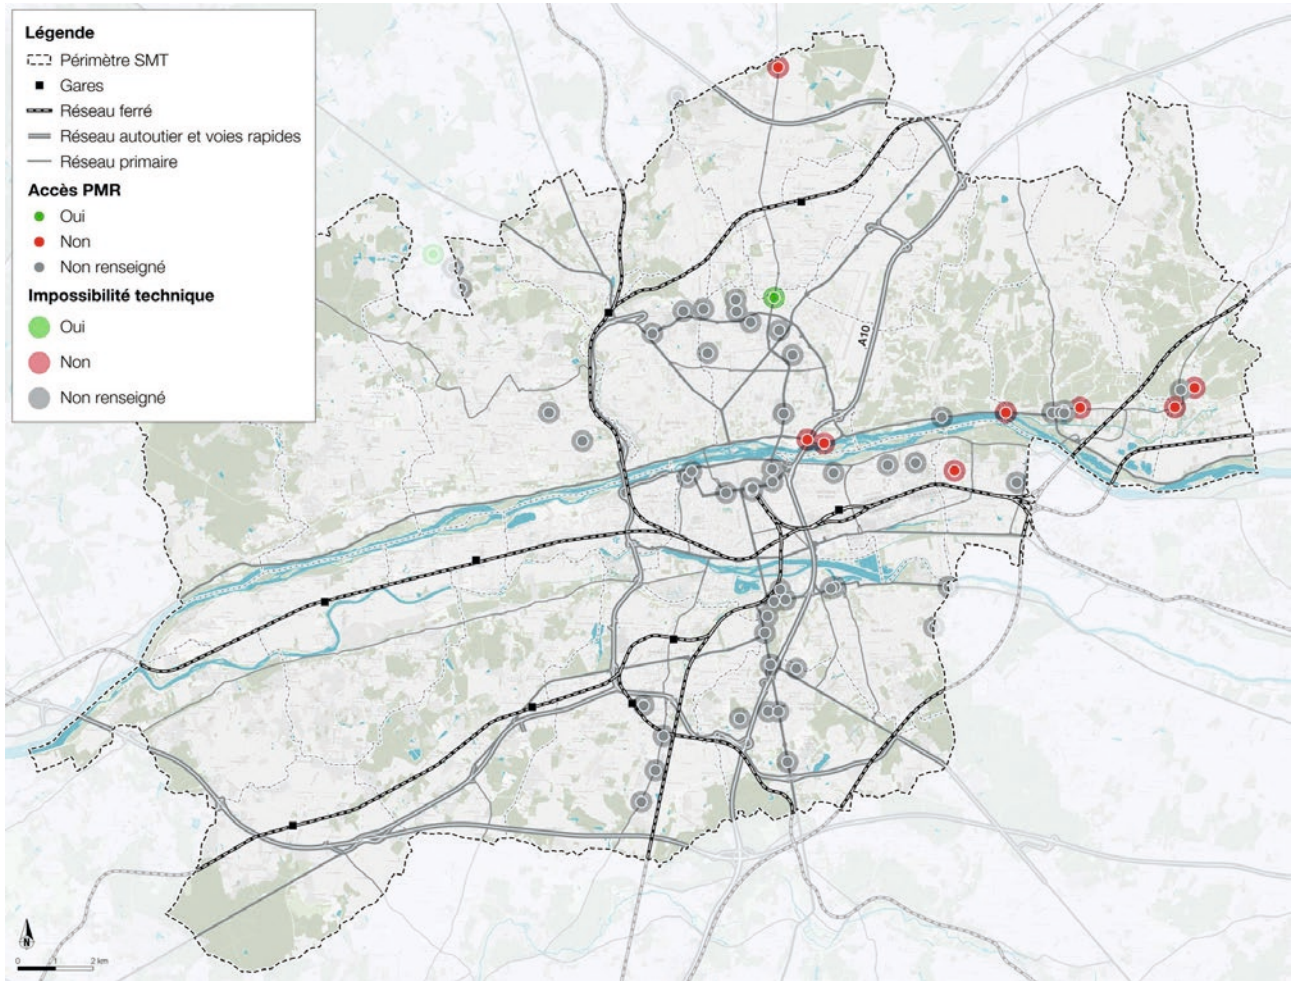 Légende
Périmètre SMT
Gares
Réseau ferré
Réseau autoutier et voies rapides
Réseau primaire
Accès PMR
Oui
Non
Non renseigné
Impossibilité technique
Oui
Non
Non renseigné
A10
N
0 1 2 km